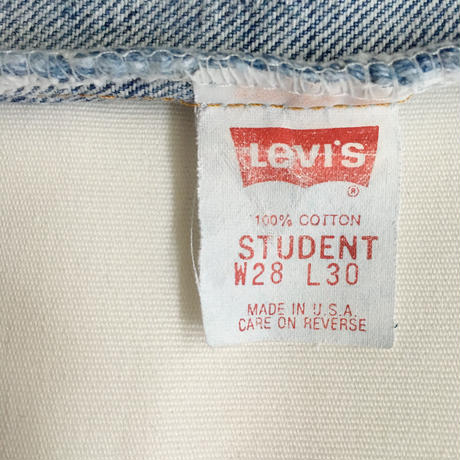 LEVI'S
®
100% COTTON
STUDENT
W28 L30
MADE IN U.S.A.
CARE ON REVERSE